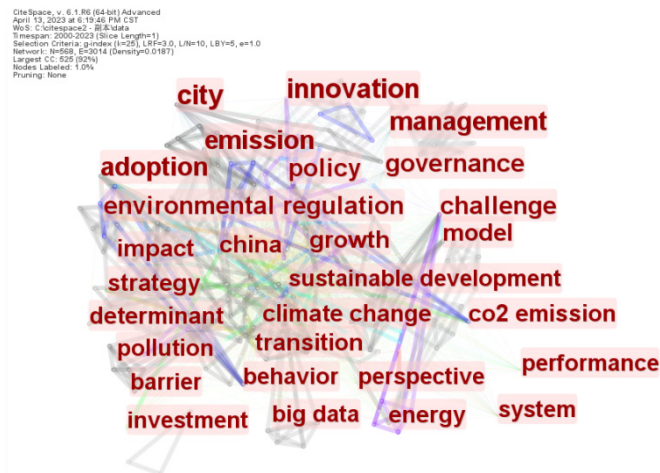 CiteSpace, v. 6.1.R6 (64-bit) Advanced
April 13, 2023 at 6:19:46 PM CST
WoS: C:\citespace2 - 副本\data
Timespan: 2000-2023 (Slice Length=1)
Selection Criteria: g-index (k=25), LRF=3.0, L/N=10, LBY=5, e=1.0
Network: N=568, E=3014 (Density=0.0187)
Largest CC: 525 (92%)
Nodes Labeled: 1.0%
Pruning: None
city
innovation
management
emission
adoption
policy
governance
environmental regulation
challenge
impact
china
growth
model
strategy
sustainable development
determinant
climate change
co2 emission
pollution
transition
performance
barrier
behavior
perspective
investment
big data
energy
system